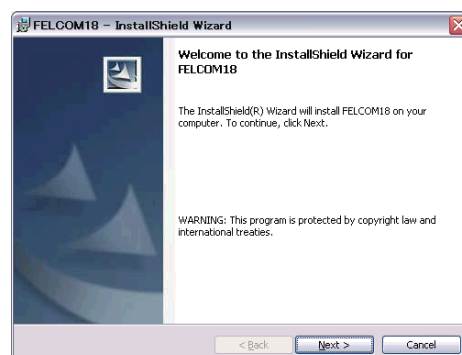 FELCOM18 - InstallShield Wizard
Welcome to the InstallShield Wizard for
FELCOM18
The InstallShield(R) Wizard will install FELCOM18 on your
computer. To continue, click Next.
WARNING: This program is protected by copyright law and
international treaties.
< Back Next > Cancel